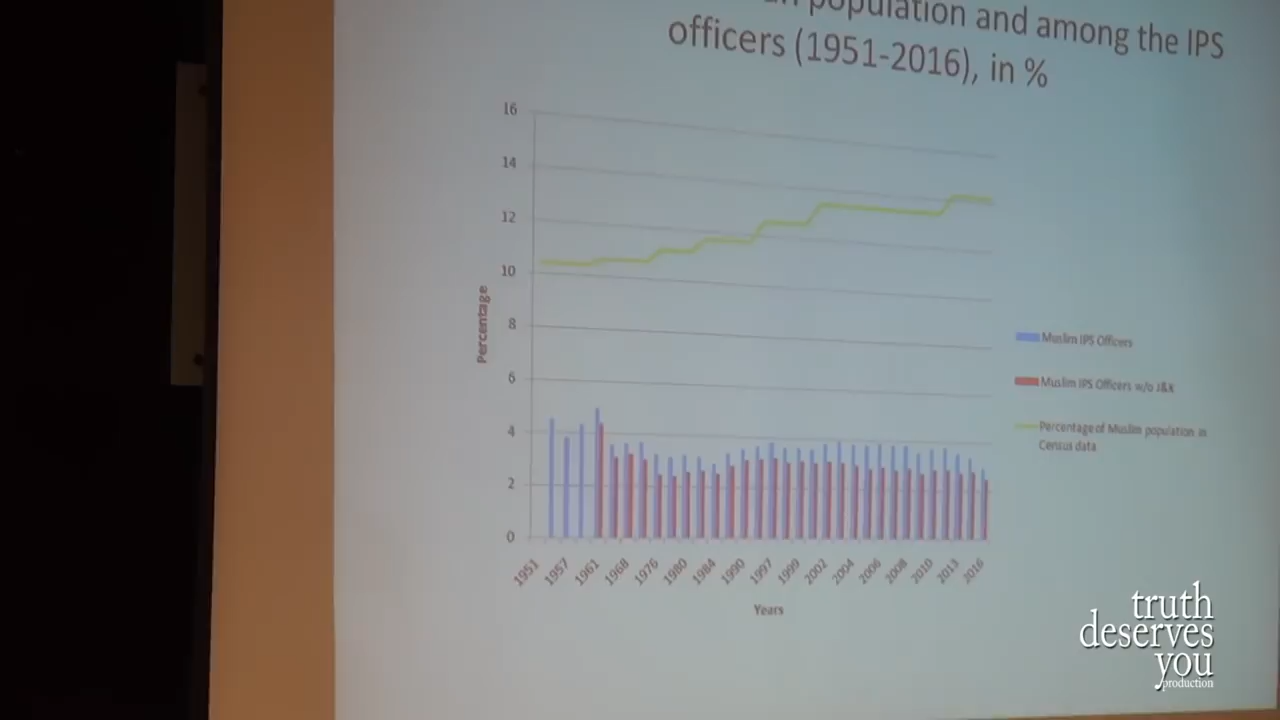 population and among the IPS
officers (1951-2016), in %
16
14
12
10
8
6
4
2
0
Percentage
1951
1957
1961
1968
1976
1980
1984
1990
1997
1999
2002
2004
2006
2008
2010
2013
2016
Years
Muslim IPS Officers
Muslim IPS Officers w/o J&K
Percentage of Muslim population in
Census data
truth
deserves
you
production